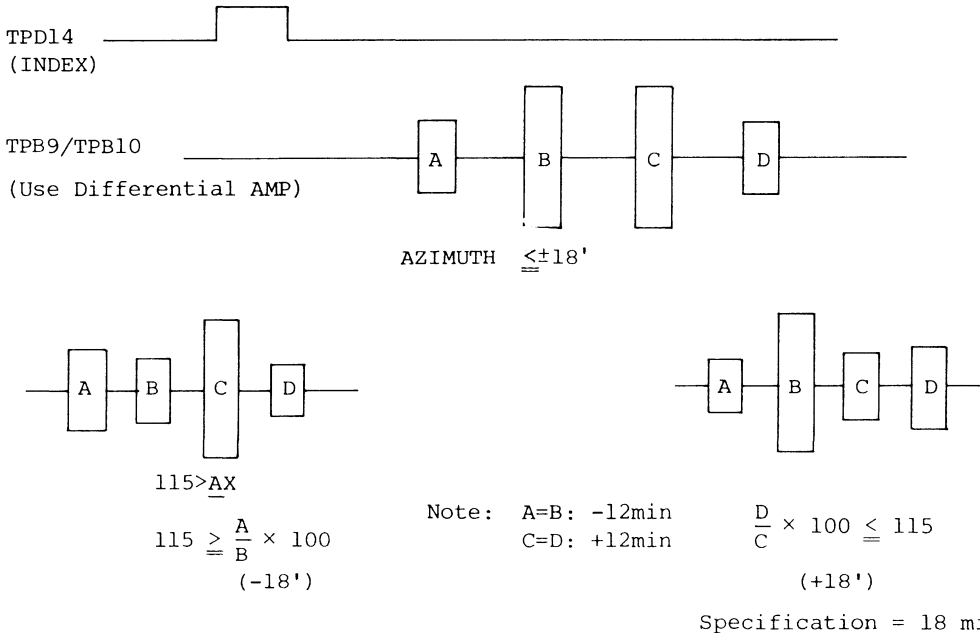 TPD14
(INDEX)
TPB9/TPB10
(Use Differential AMP)
A B C D
AZIMUTH ≦±18'
A B C D
A B C D
115>AX
115 ≧ A/B × 100
(-18')
Note: A=B: -12min
C=D: +12min
D/C × 100 ≦ 115
(+18')
Specification = 18